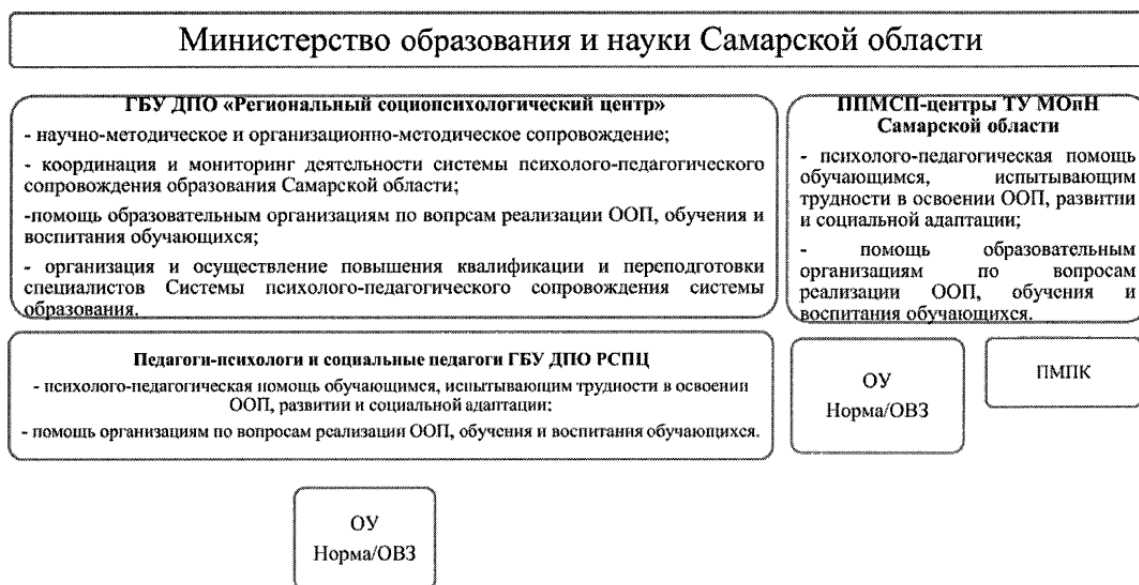 Министерство образования и науки Самарской области
ГБУ ДПО «Региональный социопсихологический центр»
- научно-методическое и организационно-методическое сопровождение;
- координация и мониторинг деятельности системы психолого-педагогического
сопровождения образования Самарской области;
-помощь образовательным организациям по вопрсам реализации ООП, обучения и
воспитания обучающихся;
- организация и осуществление повышения квалификации и переподготовки
специалистов Системы психолого-педагогического сопровождения системы
образования.
ППМСП-центры ТУ МОиН
Самарской области
- психолого-педагогическая помощь
обучающимся, испытывающим
трудности в освоении ООП, развитии
и социальной адаптации;
- помощь образовательным
организациям по вопросам
реализации ООП, обучения и
воспитания обучающихся.
Педагоги-психологи и социальные педагоги ГБУ ДПО РСПЦ
- психолого-педагогическая помощь обучающимся, испытывающим трудности в освоении
ООП, развитии и социальной адаптации;
- помощь организациям по вопросам реализации ООП, обучения и воспитания обучающихся.
ОУ
Норма/ОВЗ
ПМПК
ОУ
Норма/ОВЗ